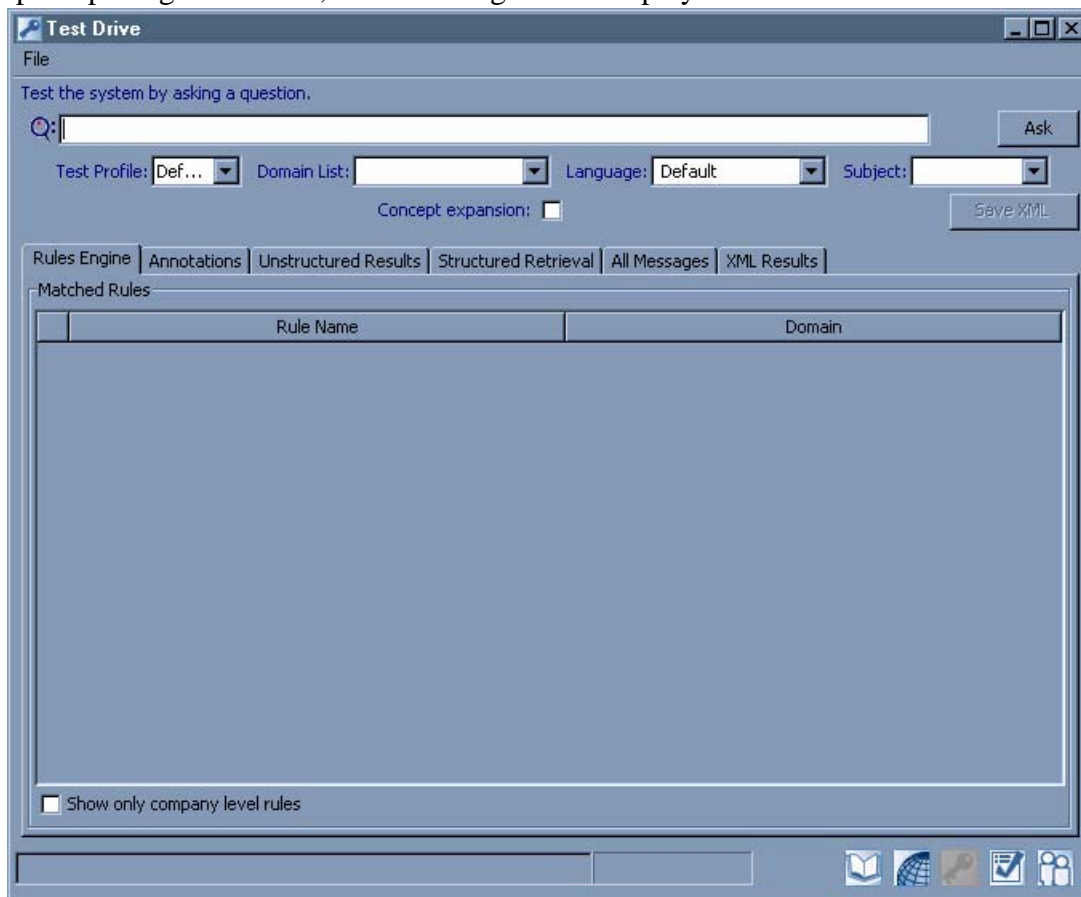 Test Drive
File
Test the system by asking a question.
Q: Ask
Test Profile: Def... Domain List: Language: Default Subject:
Concept expansion: Save XML
Rules Engine Annotations Unstructured Results Structured Retrieval All Messages XML Results
Matched Rules
Rule Name Domain
Show only company level rules